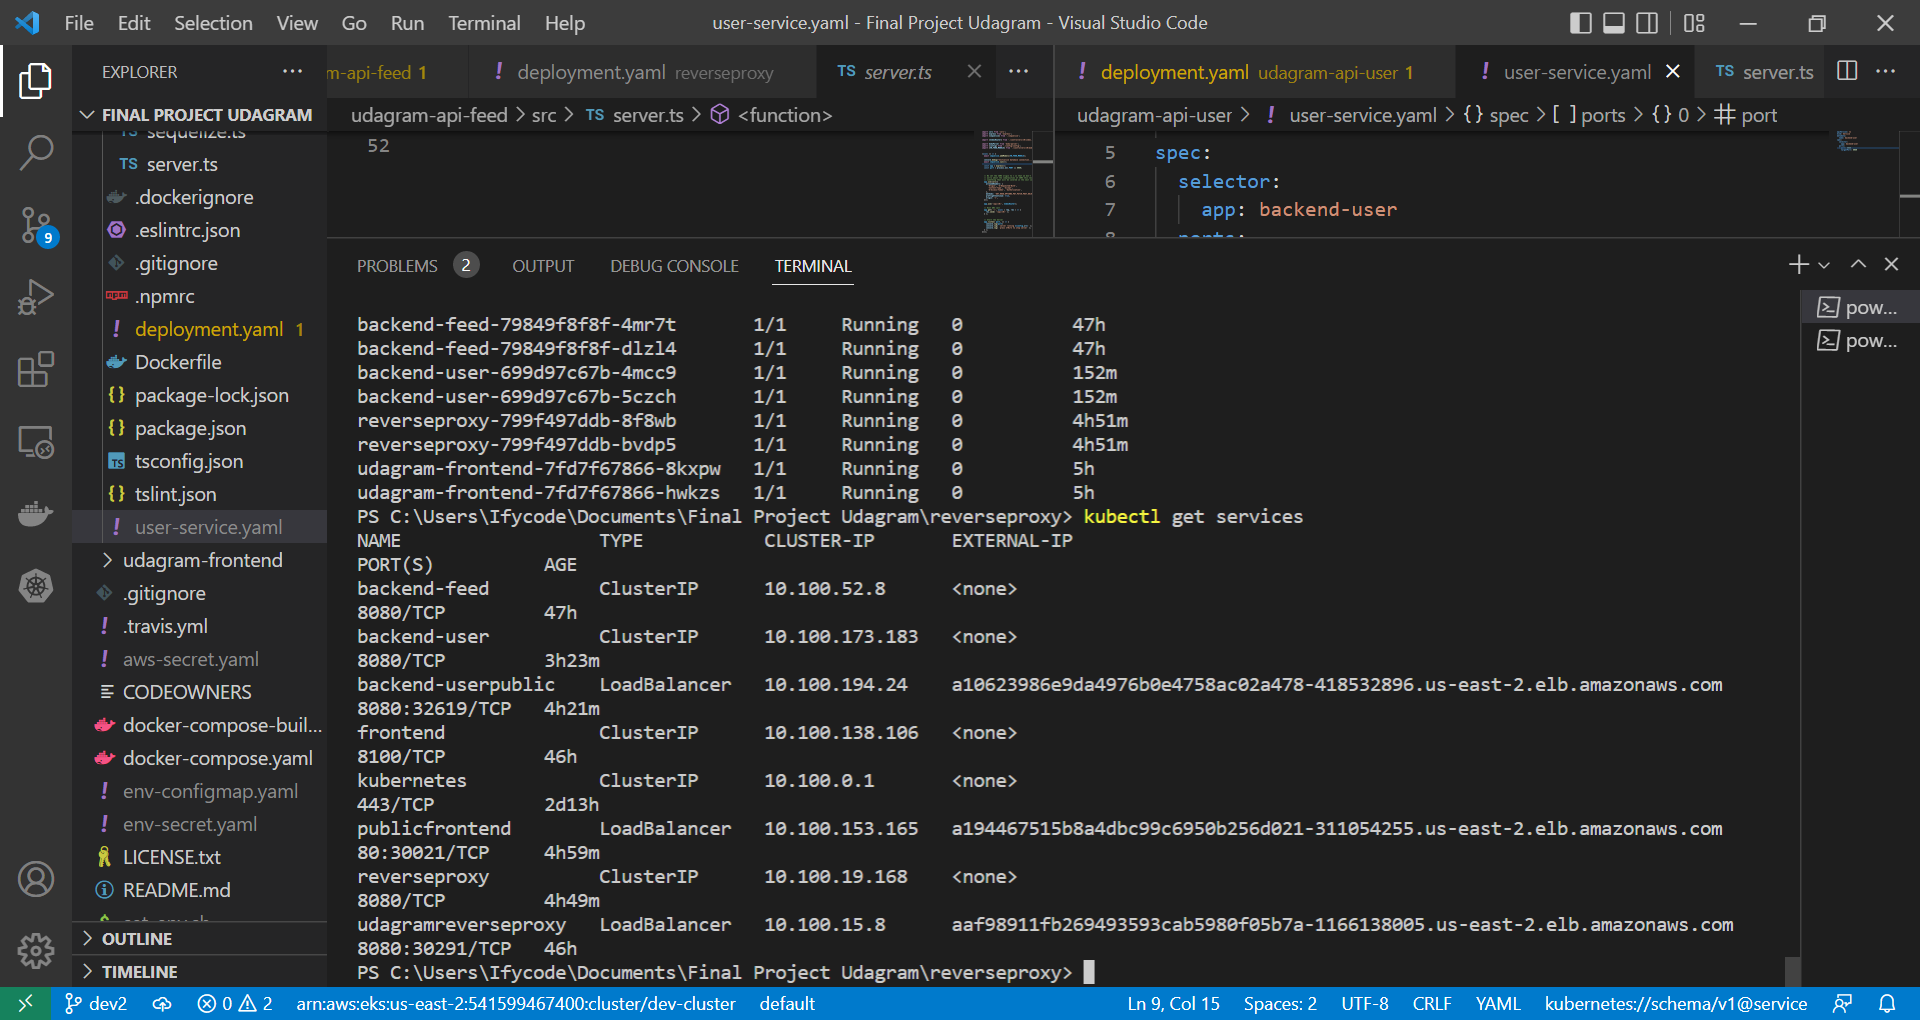 File Edit Selection View Go Run Terminal Help user-service.yaml - Final Project Udagram - Visual Studio Code
EXPLORER
FINAL PROJECT UDAGRAM
sequelize.ts
TS server.ts
.dockerignore
.eslintrc.json
.gitignore
.npmrc
! deployment.yaml 1
Dockerfile
{} package-lock.json
{} package.json
TS tsconfig.json
{} tslint.json
! user-service.yaml
udagram-frontend
.gitignore
! .travis.yml
! aws-secret.yaml
CODEOWNERS
docker-compose-buil...
docker-compose.yaml
! env-configmap.yaml
! env-secret.yaml
LICENSE.txt
README.md
OUTLINE
TIMELINE
9
m-api-feed 1 ! deployment.yaml reverseproxy TS server.ts
udagram-api-feed > src > TS server.ts > <function>
52
! deployment.yaml udagram-api-user 1 ! user-service.yaml TS server.ts
udagram-api-user > ! user-service.yaml > {} spec > [ ] ports > {} 0 > # port
5 spec:
6 selector:
7 app: backend-user
8 ports:
PROBLEMS 2 OUTPUT DEBUG CONSOLE TERMINAL
backend-feed-79849f8f8f-4mr7t 1/1 Running 0 47h
backend-feed-79849f8f8f-dlzl4 1/1 Running 0 47h
backend-user-699d97c67b-4mcc9 1/1 Running 0 152m
backend-user-699d97c67b-5czch 1/1 Running 0 152m
reverseproxy-799f497ddb-8f8wb 1/1 Running 0 4h51m
reverseproxy-799f497ddb-bvdp5 1/1 Running 0 4h51m
udagram-frontend-7fd7f67866-8kxpw 1/1 Running 0 5h
udagram-frontend-7fd7f67866-hwkzs 1/1 Running 0 5h
PS C:\Users\Ifycode\Documents\Final Project Udagram\reverseproxy> kubectl get services
NAME TYPE CLUSTER-IP EXTERNAL-IP
PORT(S) AGE
backend-feed ClusterIP 10.100.52.8 <none>
8080/TCP 47h
backend-user ClusterIP 10.100.173.183 <none>
8080/TCP 3h23m
backend-userpublic LoadBalancer 10.100.194.24 a10623986e9da4976b0e4758ac02a478-418532896.us-east-2.elb.amazonaws.com
8080:32619/TCP 4h21m
frontend ClusterIP 10.100.138.106 <none>
8100/TCP 46h
kubernetes ClusterIP 10.100.0.1 <none>
443/TCP 2d13h
publicfrontend LoadBalancer 10.100.153.165 a194467515b8a4dbc99c6950b256d021-311054255.us-east-2.elb.amazonaws.com
80:30021/TCP 4h59m
reverseproxy ClusterIP 10.100.19.168 <none>
8080/TCP 4h49m
udagramreverseproxy LoadBalancer 10.100.15.8 aaf98911fb269493593cab5980f05b7a-1166138005.us-east-2.elb.amazonaws.com
8080:30291/TCP 46h
PS C:\Users\Ifycode\Documents\Final Project Udagram\reverseproxy>
pow...
pow...
dev2 0 2 arn:aws:eks:us-east-2:541599467400:cluster/dev-cluster default Ln 9, Col 15 Spaces: 2 UTF-8 CRLF YAML kubernetes://schema/v1@service